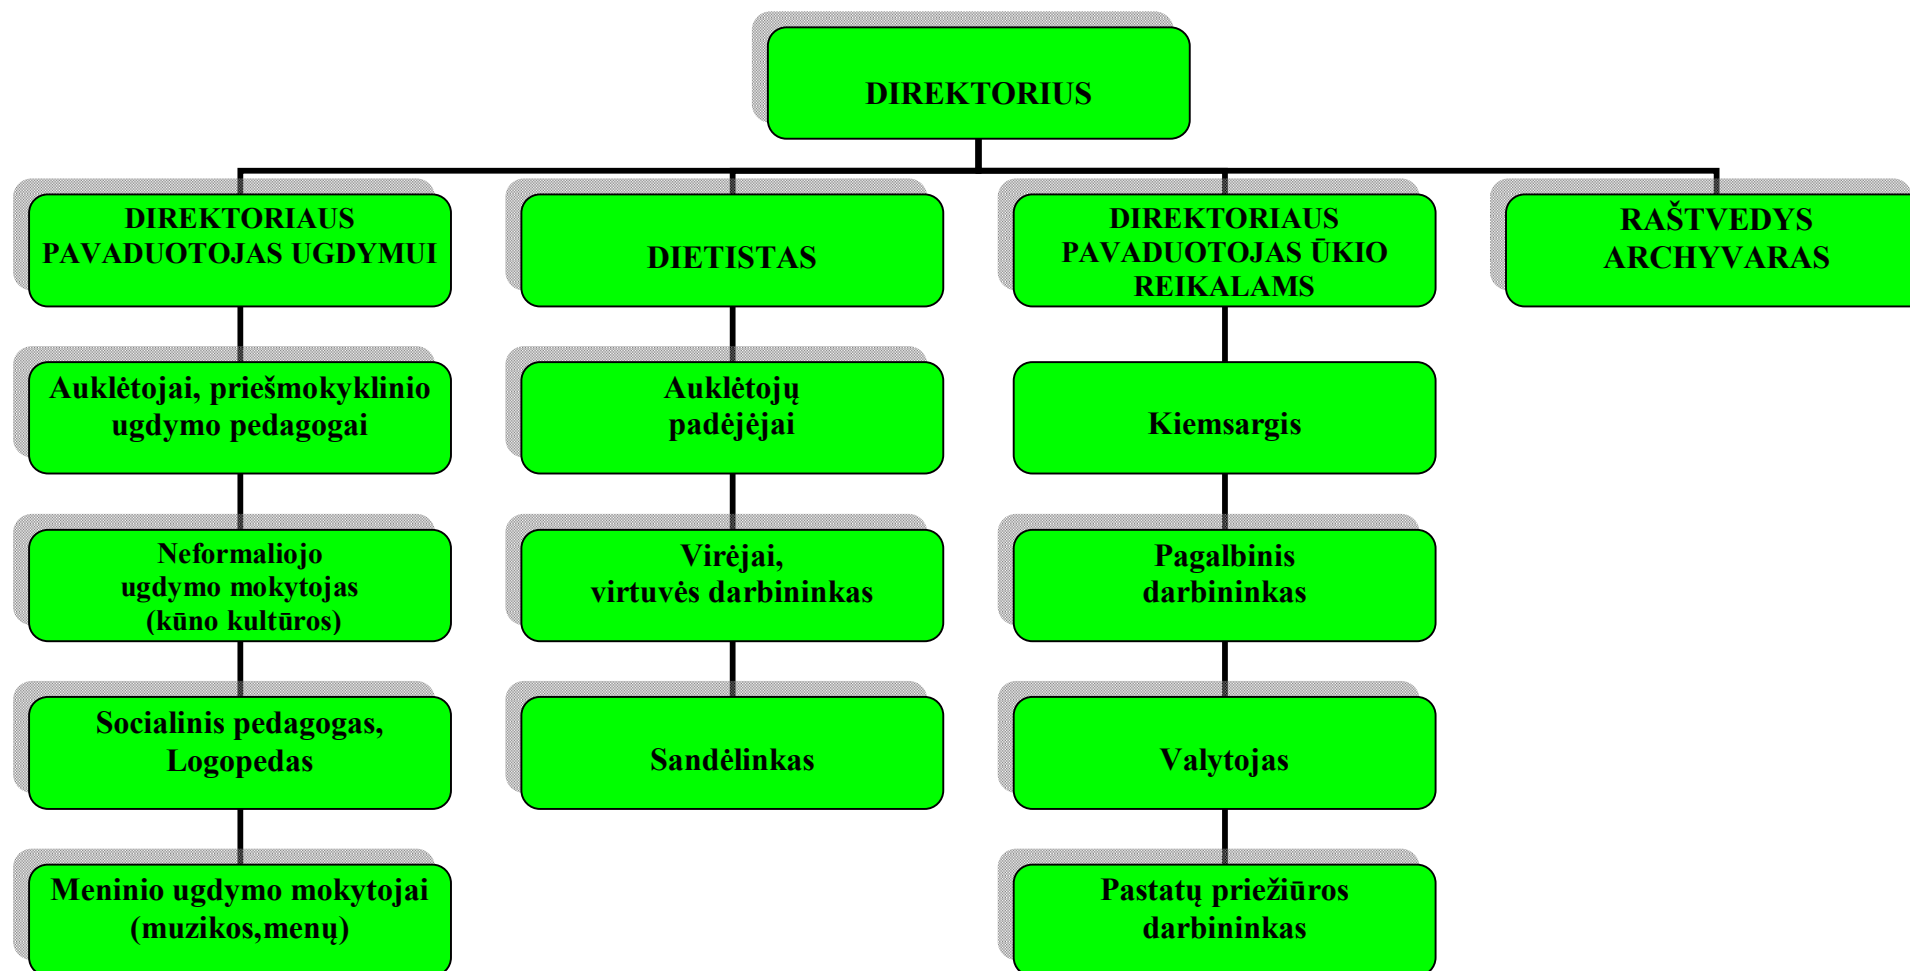 DIREKTORIUS
DIREKTORIAUS
PAVADUOTOJAS UGDYMUI
DIETISTAS
DIREKTORIAUS
PAVADUOTOJAS ŪKIO
REIKALAMS
RAŠTVEDYS
ARCHYVARAS
Auklėtojai, priešmokyklinio
ugdymo pedagogai
Auklėtojų
padėjėjai
Kiemsargis
Neformaliojo
ugdymo mokytojas
(kūno kultūros)
Virėjai,
virtuvės darbininkas
Pagalbinis
darbininkas
Socialinis pedagogas,
Logopedas
Sandėlinkas
Valytojas
Meninio ugdymo mokytojai
(muzikos,menų)
Pastatų priežiūros
darbininkas